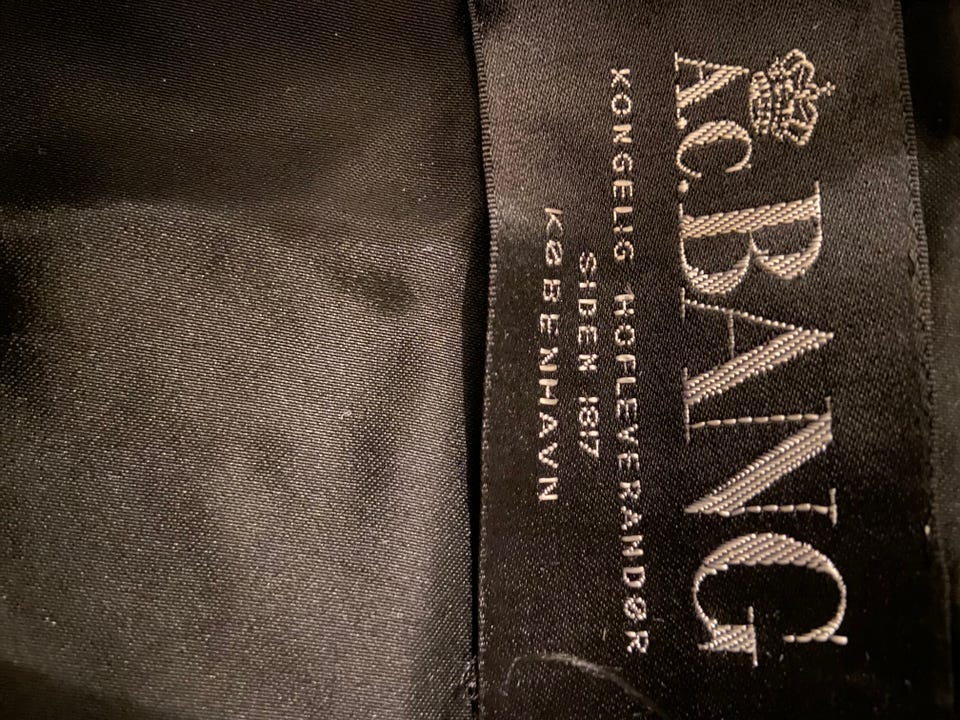 A.C. BANG
KONGELIG HOFLEVERANDØR
SIDEN 1817
KØBENHAVN